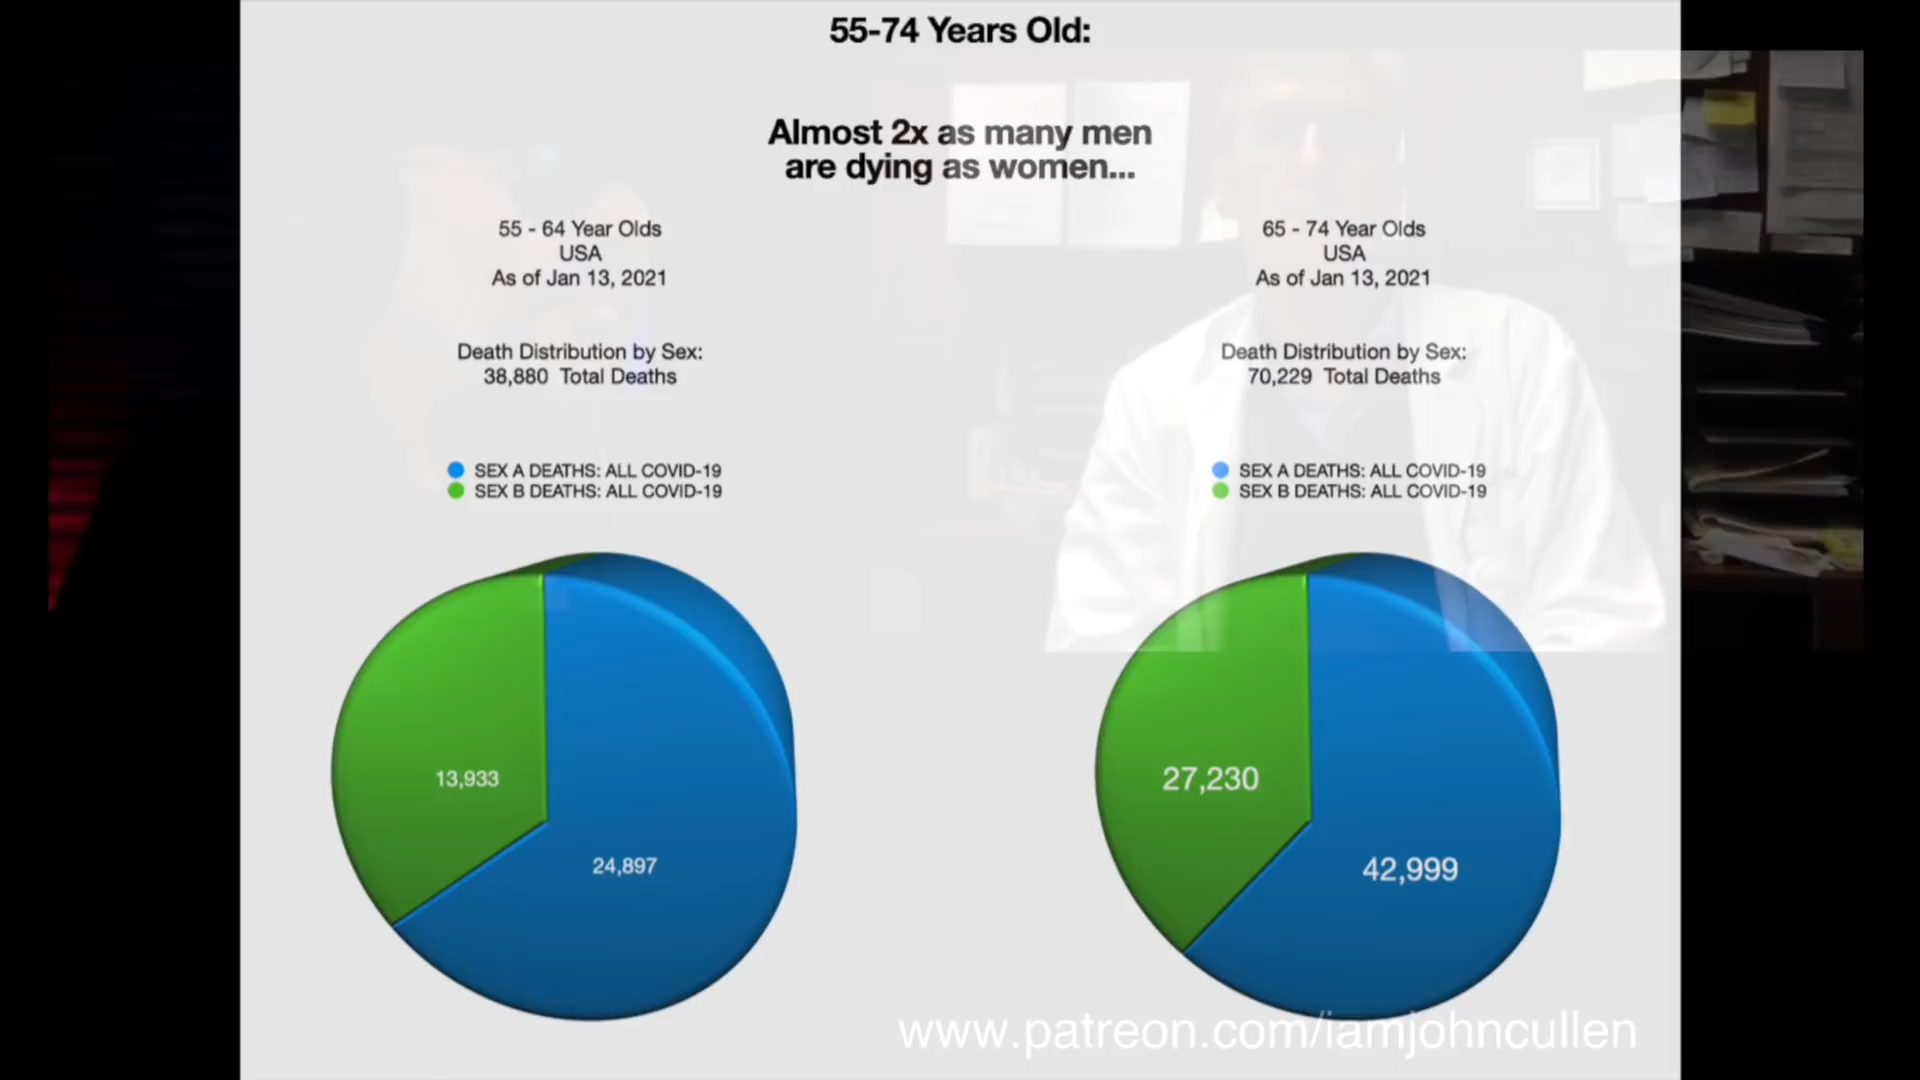 55-74 Years Old:
Almost 2x as many men
are dying as women...
55 - 64 Year Olds
USA
As of Jan 13, 2021
Death Distribution by Sex:
38,880 Total Deaths
SEX A DEATHS: ALL COVID-19
SEX B DEATHS: ALL COVID-19
13,933
24,897
65 - 74 Year Olds
USA
As of Jan 13, 2021
Death Distribution by Sex:
70,229 Total Deaths
SEX A DEATHS: ALL COVID-19
SEX B DEATHS: ALL COVID-19
27,230
42,999
www.patreon.com/iamjohncullen